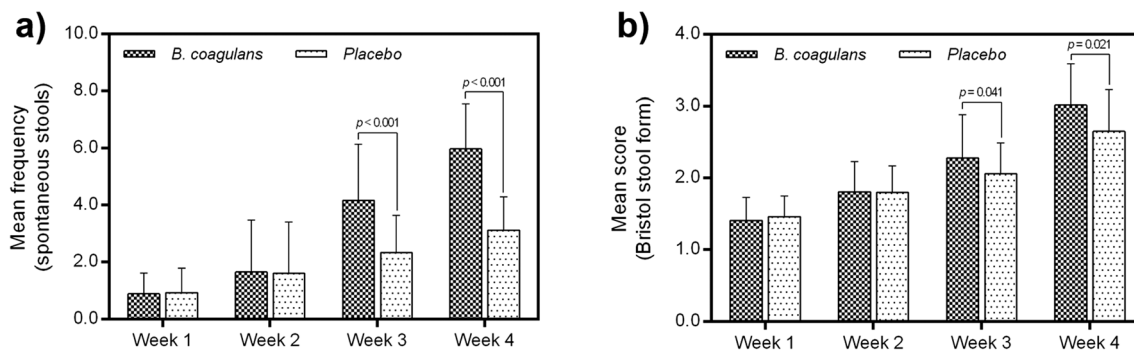 a)
10.0
8.0
6.0
4.0
2.0
0.0
Mean frequency
(spontaneous stools)
B. coagulans Placebo
p < 0.001
p < 0.001
Week 1 Week 2 Week 3 Week 4
b)
4.0
3.0
2.0
1.0
0.0
Mean score
(Bristol stool form)
B. coagulans Placebo
p = 0.021
p = 0.041
Week 1 Week 2 Week 3 Week 4